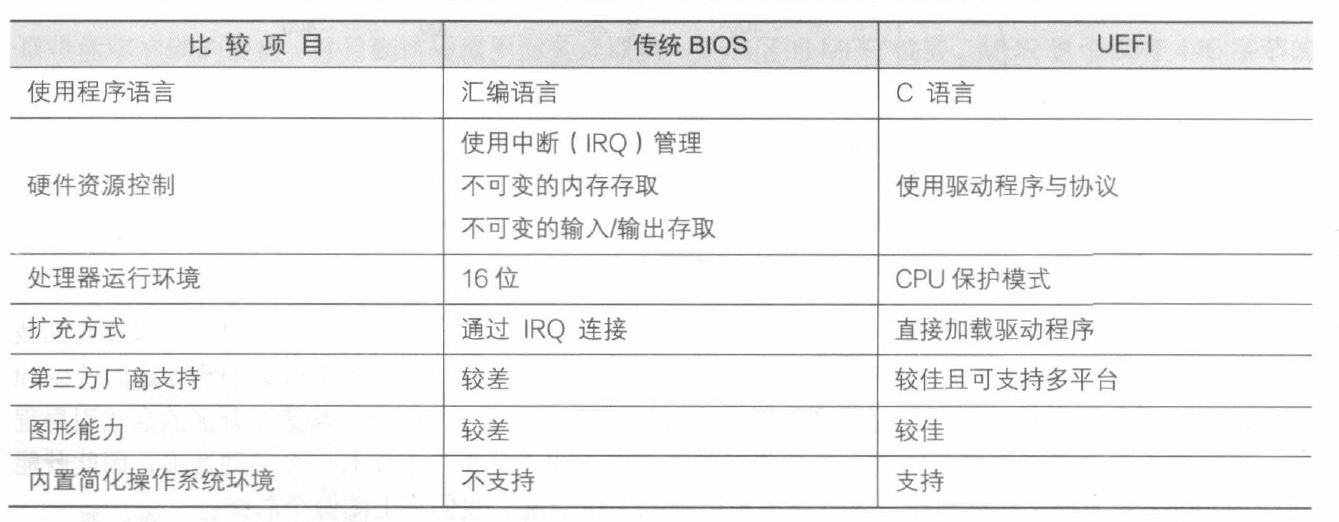 比较项目 传统BIOS UEFI
使用程序语言 汇编语言 C 语言
硬件资源控制 使用中断（IRQ）管理
不可变的内存存取
不可变的输入/输出存取 使用驱动程序与协议
处理器运行环境 16 位 CPU 保护模式
扩充方式 通过 IRQ 连接 直接加载驱动程序
第三方厂商支持 较差 较佳且可支持多平台
图形能力 较差 较佳
内置简化操作系统环境 不支持 支持